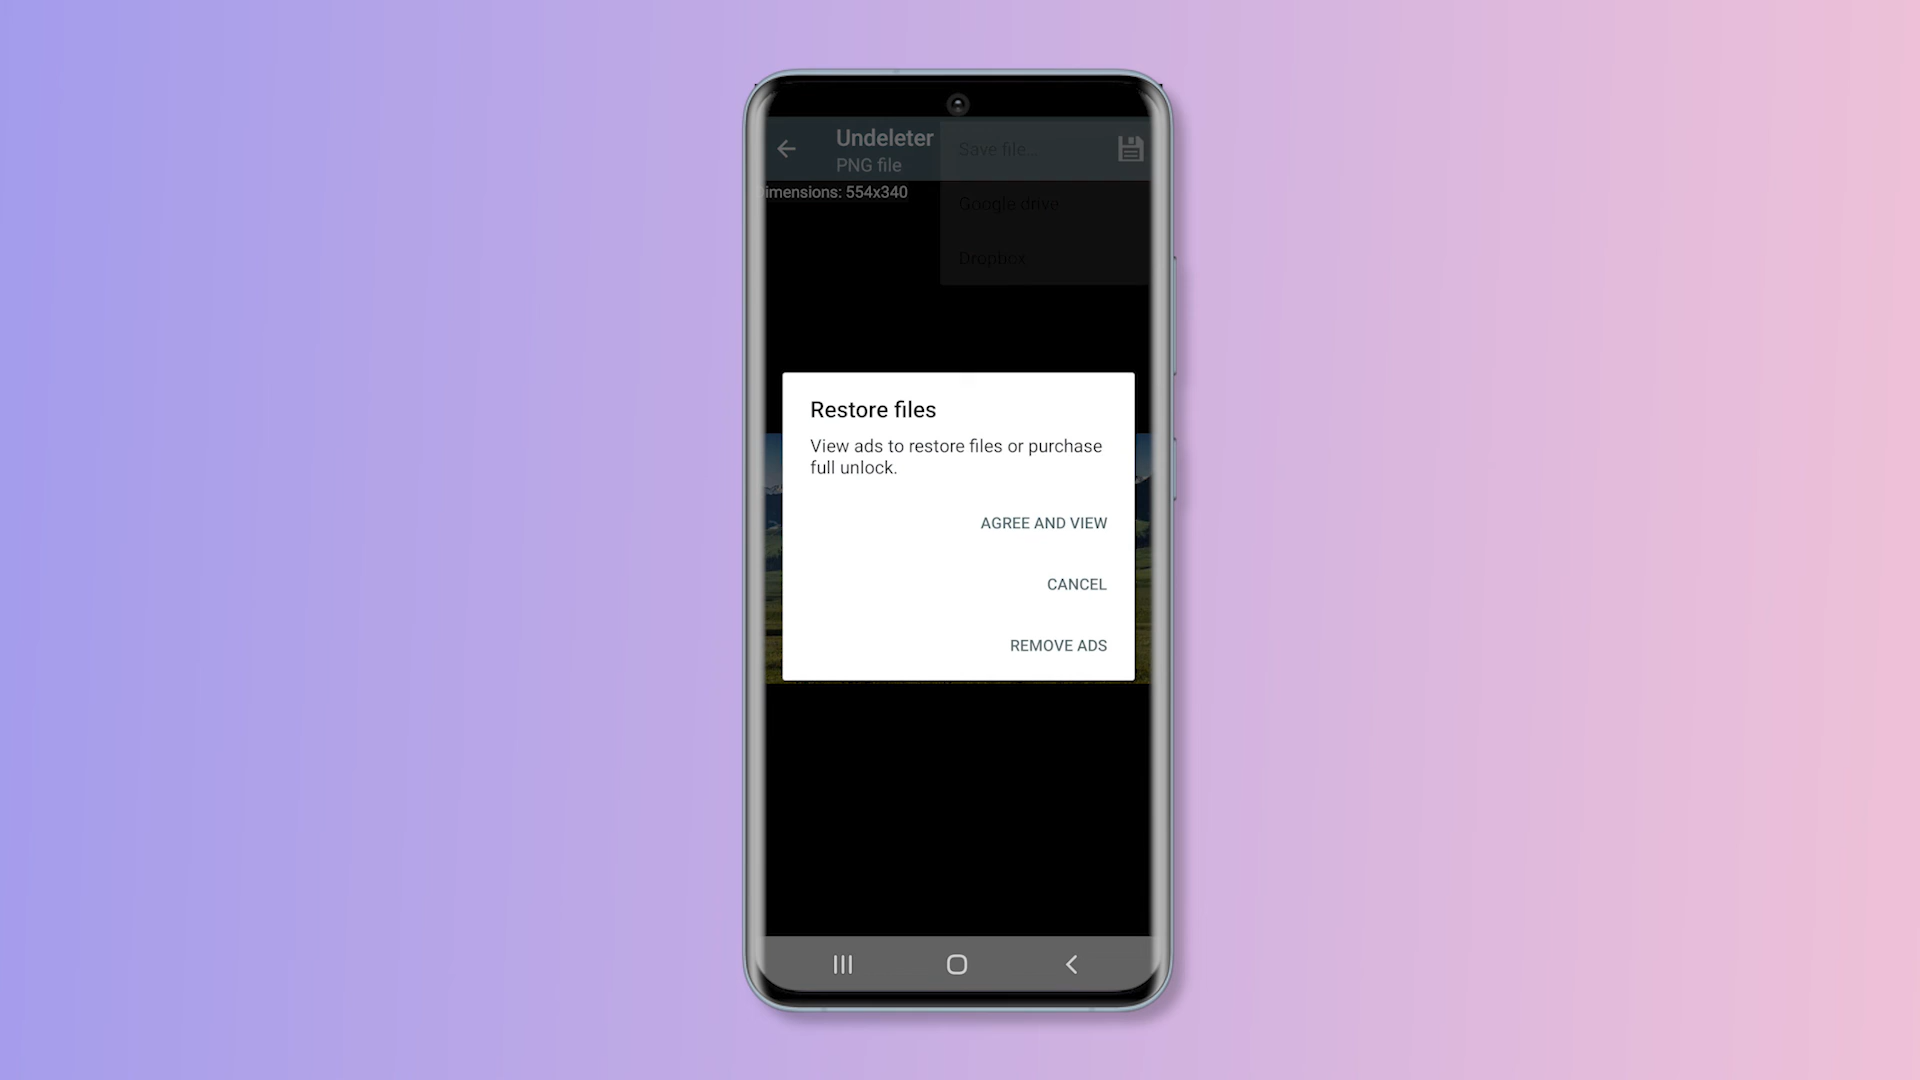 Undeleter
PNG file
Save file...
imensions: 554x340
Google drive
Dropbox
Restore files
View ads to restore files or purchase
full unlock.
AGREE AND VIEW
CANCEL
REMOVE ADS